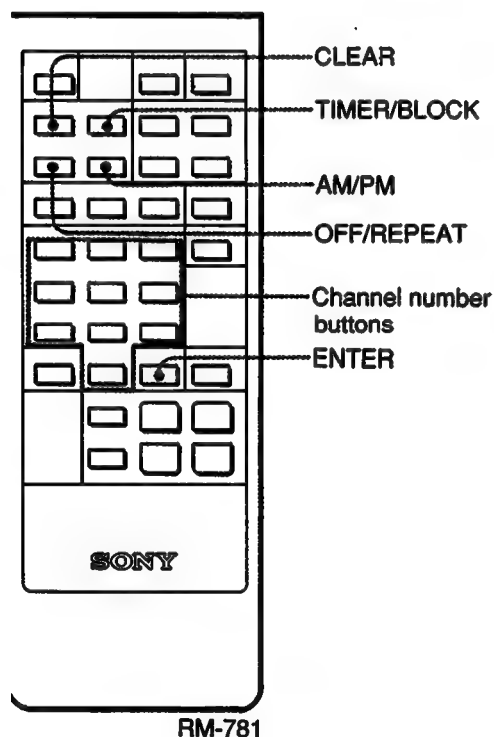 CLEAR
TIMER/BLOCK
AM/PM
OFF/REPEAT
Channel number
buttons
ENTER
SONY
RM-781